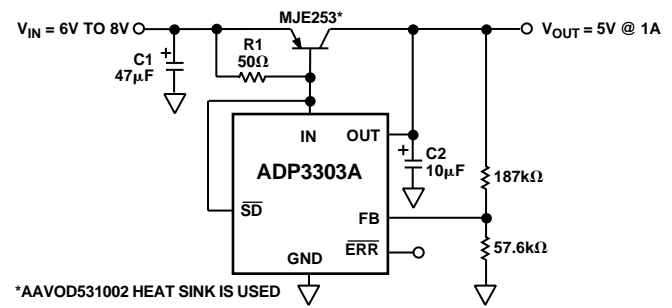 MJE253*
V_IN = 6V TO 8V
V_OUT = 5V @ 1A
R1
50Ω
C1
47μF
+
IN
OUT
ADP3303A
+
C2
10μF
187kΩ
SD
FB
ERR
57.6kΩ
GND
*AAVOD531002 HEAT SINK IS USED